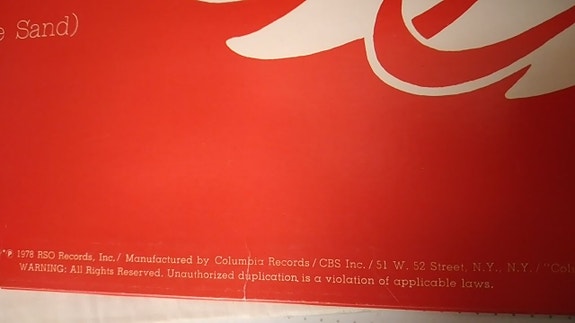 e Sand)
℗ 1978 RSO Records, Inc./ Manufactured by Columbia Records / CBS Inc. / 51 W. 52 Street, N.Y., N.Y. / "Colu
WARNING: All Rights Reserved. Unauthorized duplication is a violation of applicable laws.